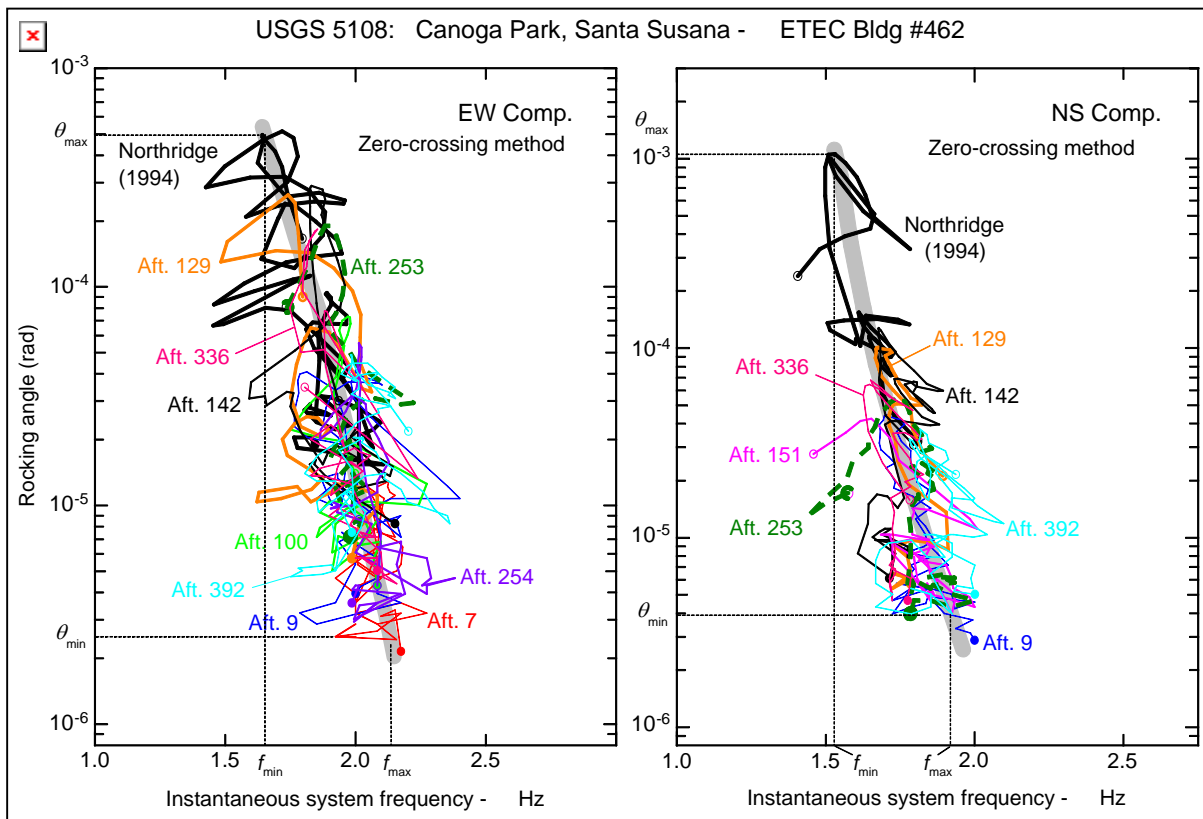 USGS 5108: Canoga Park, Santa Susana - ETEC Bldg #462
10-3
θmax
10-4
10-5
θmin
10-6
Rocking angle (rad)
EW Comp.
Zero-crossing method
Northridge
(1994)
Aft. 129
Aft. 253
Aft. 336
Aft. 142
Aft. 100
Aft. 392
Aft. 254
Aft. 9
Aft. 7
1.0
1.5
2.0
2.5
fmin
fmax
Instantaneous system frequency - Hz
θmax
10-3
10-4
10-5
θmin
10-6
NS Comp.
Zero-crossing method
Northridge
(1994)
Aft. 129
Aft. 336
Aft. 142
Aft. 151
Aft. 253
Aft. 392
Aft. 9
1.0
1.5
2.0
2.5
fmin
fmax
Instantaneous system frequency - Hz